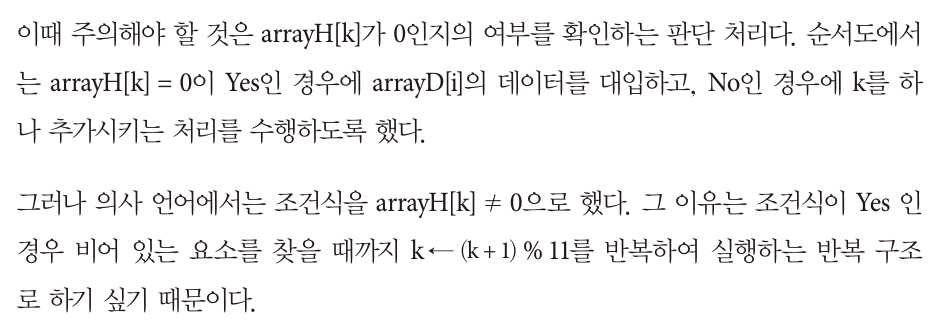 이때 주의해야 할 것은 arrayH[k]가 0인지의 여부를 확인하는 판단 처리다. 순서도에서
는 arrayH[k] = 0이 Yes인 경우에 arrayD[i]의 데이터를 대입하고, No인 경우에 k를 하
나 추가시키는 처리를 수행하도록 했다.
그러나 의사 언어에서는 조건식을 arrayH[k] ≠ 0으로 했다. 그 이유는 조건식이 Yes 인
경우 비어 있는 요소를 찾을 때까지 k ← (k + 1) % 11를 반복하여 실행하는 반복 구조
로 하기 싶기 때문이다.